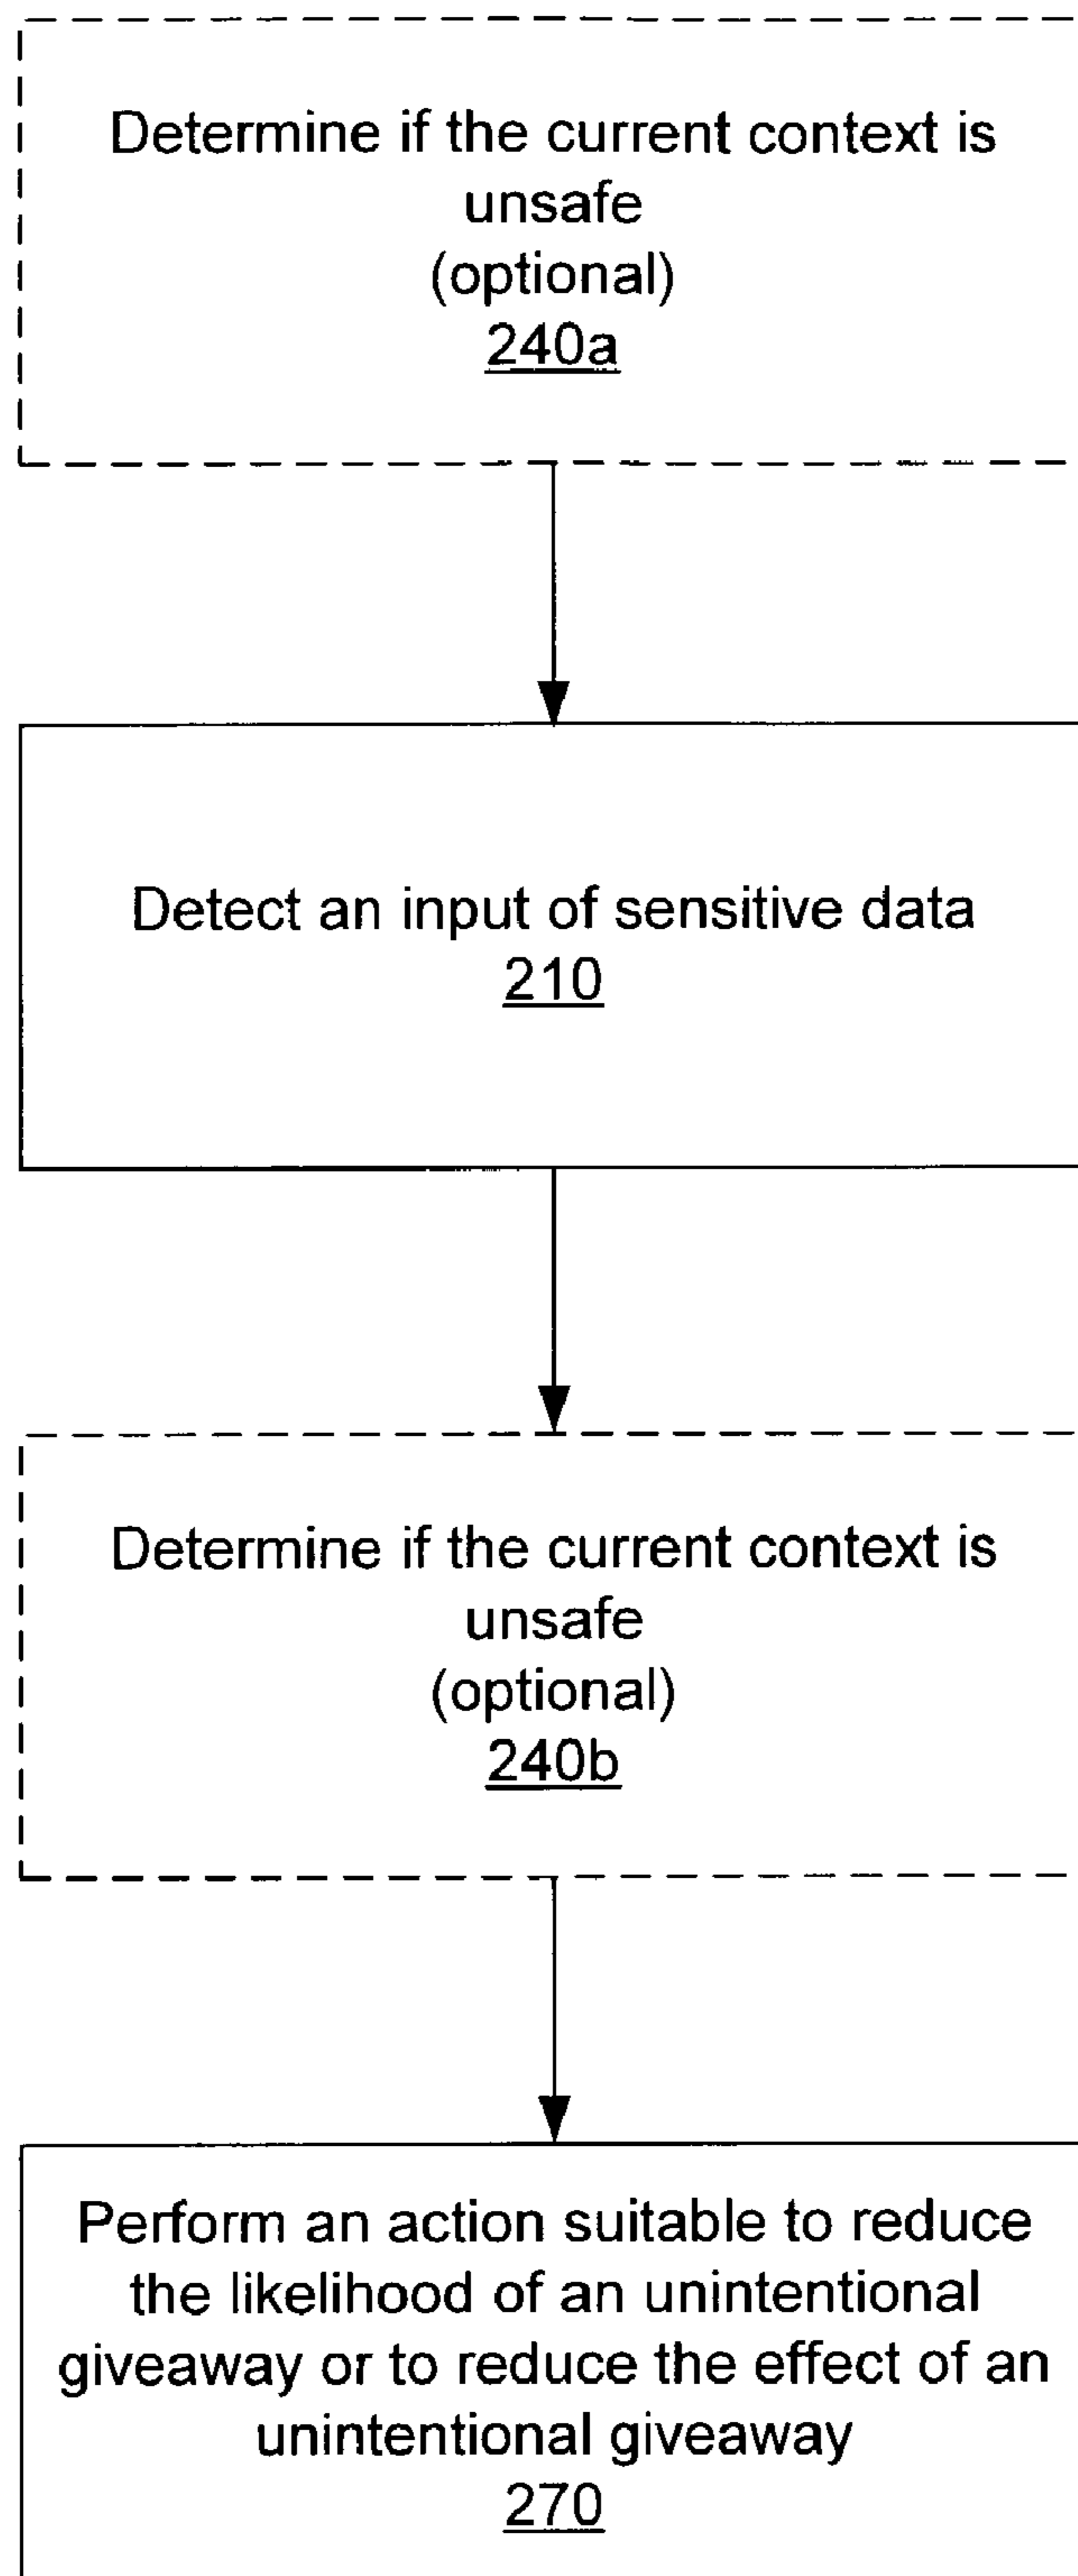 Determine if the current context is
unsafe
(optional)
240a
Detect an input of sensitive data
210
Determine if the current context is
unsafe
(optional)
240b
Perform an action suitable to reduce
the likelihood of an unintentional
giveaway or to reduce the effect of an
unintentional giveaway
270